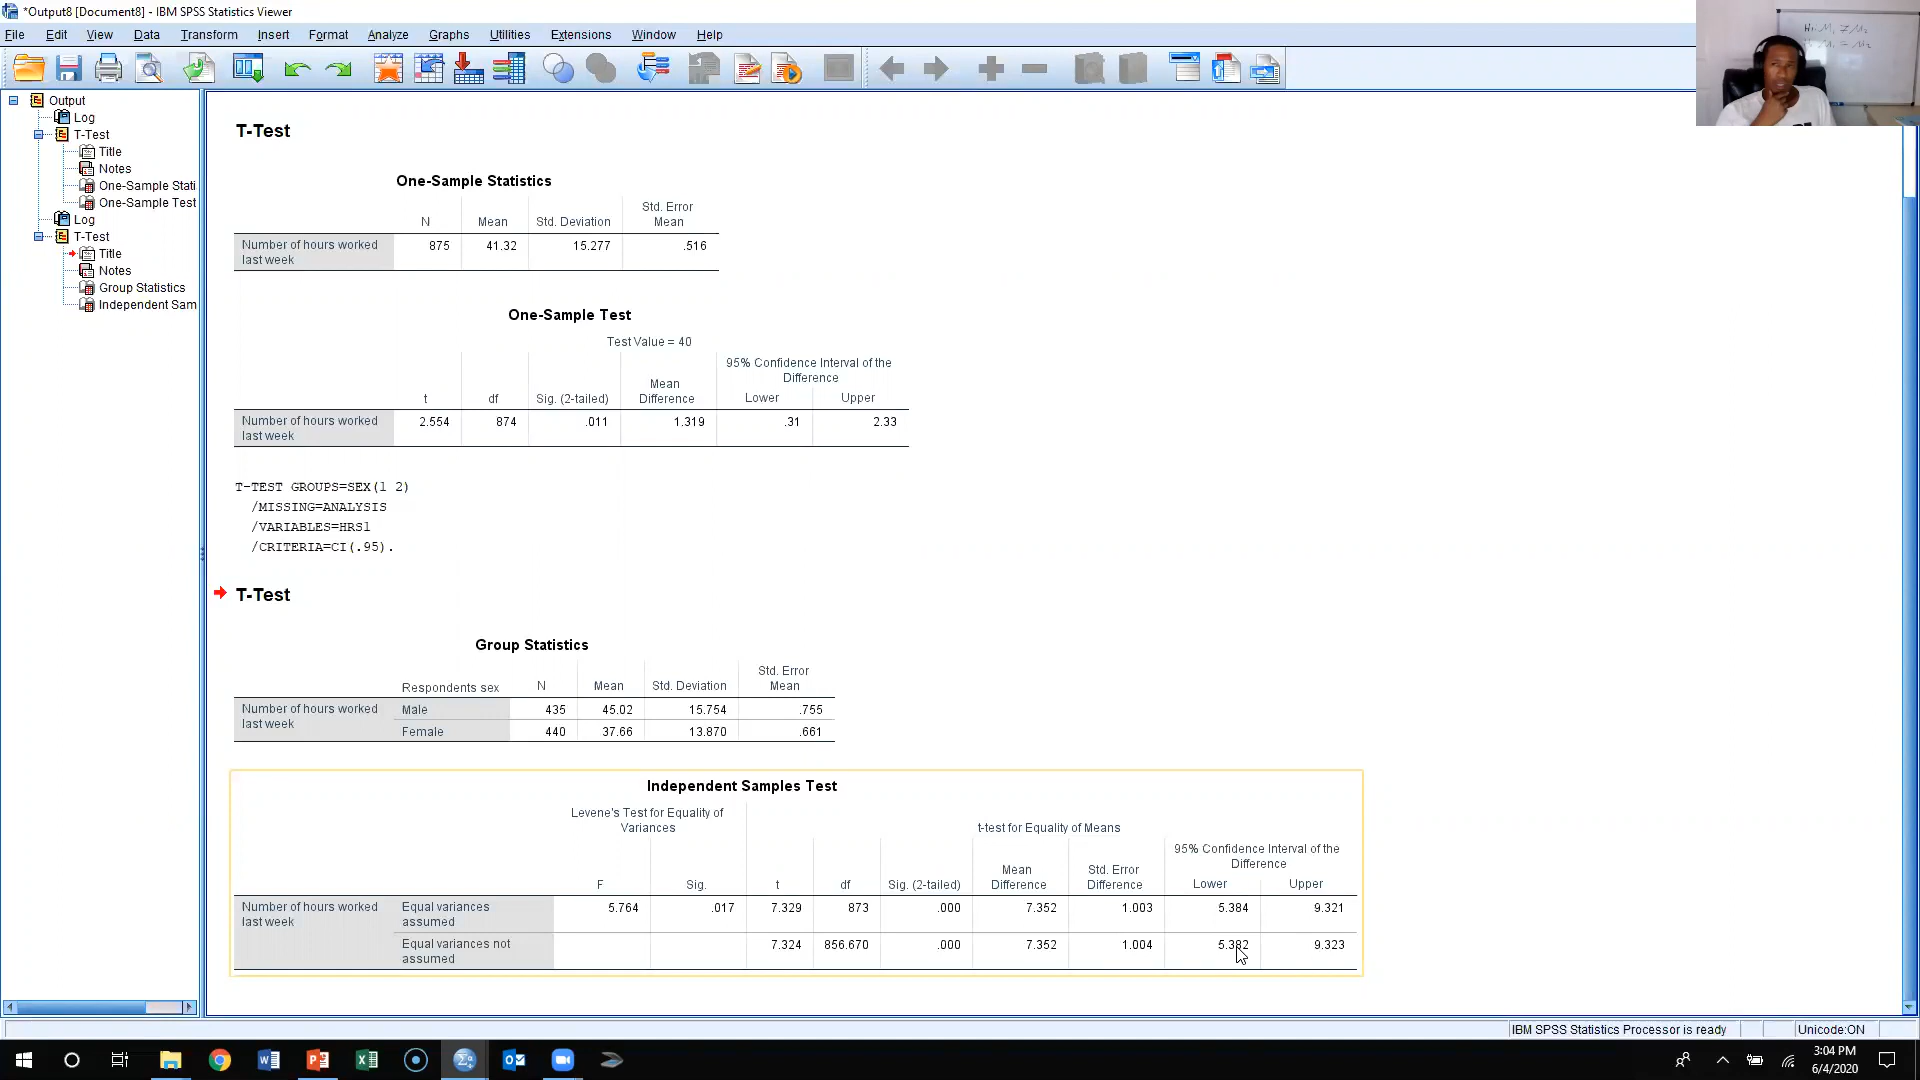 *Output8 [Document8] - IBM SPSS Statistics Viewer
File Edit View Data Transform Insert Format Analyze Graphs Utilities Extensions Window Help
Output
Log
T-Test
Title
Notes
One-Sample Stati
One-Sample Test
Log
T-Test
Title
Notes
Group Statistics
Independent Sam
T-Test
One-Sample Statistics
N Mean Std. Deviation Std. Error Mean
Number of hours worked last week 875 41.32 15.277 .516
One-Sample Test
Test Value = 40
95% Confidence Interval of the Difference
t df Sig. (2-tailed) Mean Difference Lower Upper
Number of hours worked last week 2.554 874 .011 1.319 .31 2.33
T-TEST GROUPS=SEX(1 2)
/MISSING=ANALYSIS
/VARIABLES=HRS1
/CRITERIA=CI(.95).
T-Test
Group Statistics
Respondents sex N Mean Std. Deviation Std. Error Mean
Number of hours worked last week Male 435 45.02 15.754 .755
Female 440 37.66 13.870 .661
Independent Samples Test
Levene's Test for Equality of Variances
t-test for Equality of Means
95% Confidence Interval of the Difference
F Sig. t df Sig. (2-tailed) Mean Difference Std. Error Difference Lower Upper
Number of hours worked last week Equal variances assumed 5.764 .017 7.329 873 .000 7.352 1.003 5.384 9.321
Equal variances not assumed 7.324 856.670 .000 7.352 1.004 5.382 9.323
IBM SPSS Statistics Processor is ready
Unicode:ON
3:04 PM
6/4/2020